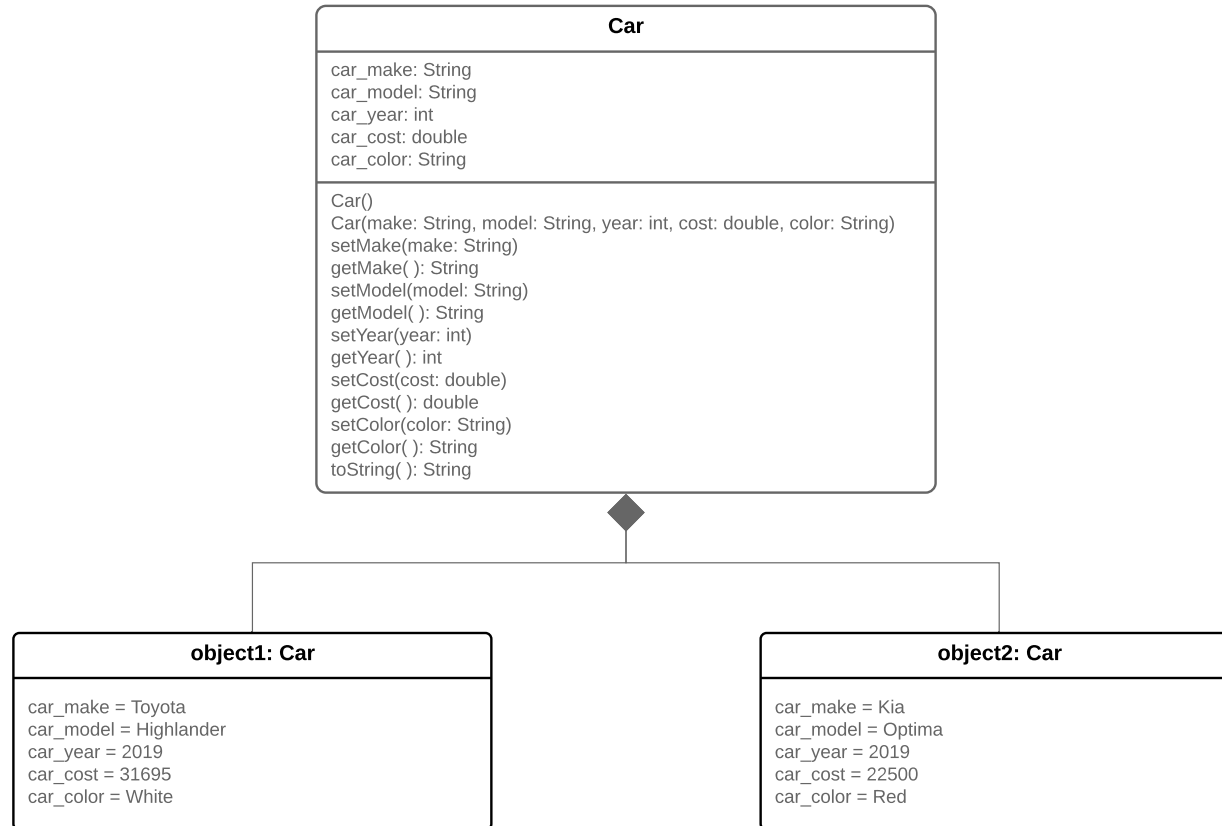 Car
car_make: String
car_model: String
car_year: int
car_cost: double
car_color: String
Car()
Car(make: String, model: String, year: int, cost: double, color: String)
setMake(make: String)
getMake( ): String
setModel(model: String)
getModel( ): String
setYear(year: int)
getYear( ): int
setCost(cost: double)
getCost( ): double
setColor(color: String)
getColor( ): String
toString( ): String
object1: Car
car_make = Toyota
car_model = Highlander
car_year = 2019
car_cost = 31695
car_color = White
object2: Car
car_make = Kia
car_model = Optima
car_year = 2019
car_cost = 22500
car_color = Red